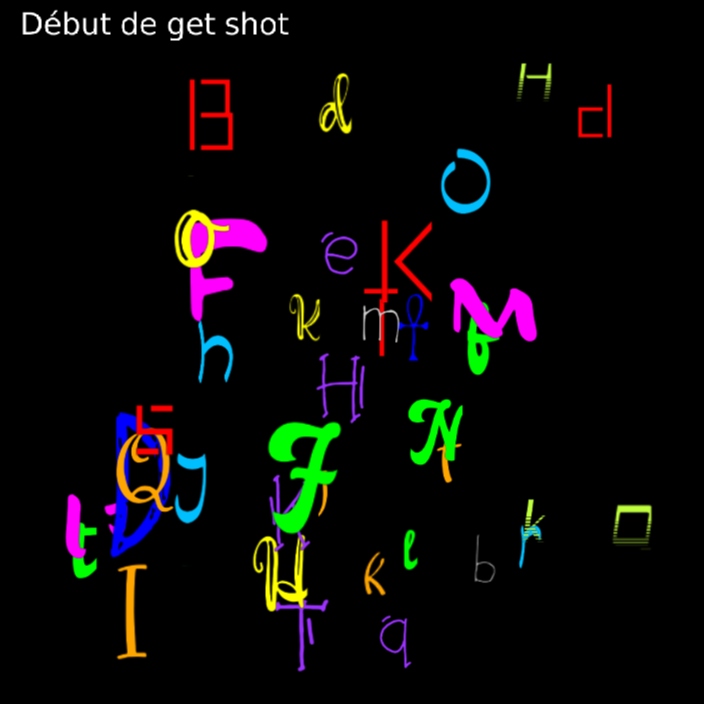 Début de get shot
B d H d
O
o F e K
K t m f M
h b
H
N
S Q D J F t
t t k
I H K l b r o
T a